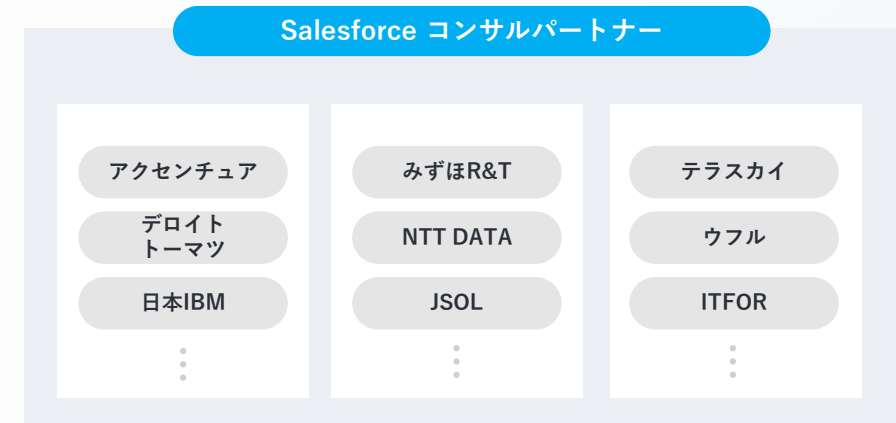 Salesforce コンサルパートナー
アクセンチュア
デロイト
トーマツ
日本IBM
みずほR&T
NTT DATA
JSOL
テラスカイ
ウフル
ITFOR